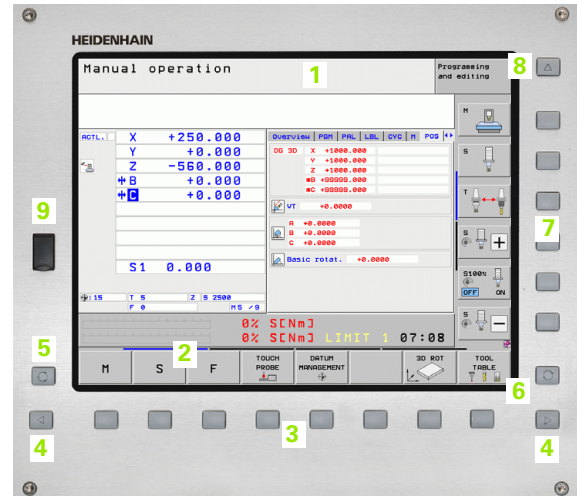 HEIDENHAIN
Manual operation
1
Programming
and editing
8
ACTL.
X +250.000
Y +0.000
Z -560.000
B +0.000
C +0.000
S1 0.000
:15 T 5 Z S 2500
F 0 M5 /9
Overview PGM PAL LBL CYC M POS
DG 3D X +1000.000
Y +1000.000
Z +1000.000
*B +99999.000
*C +99999.000
VT +0.0000
A +0.0000
B +0.0000
C +0.0000
Basic rotat. +0.0000
M
S
T
S
S100%
OFF ON
S
9
7
0% S[Nm]
0% S[Nm] LIMIT 1 07:08
5
2
M S F TOUCH PROBE DATUM MANAGEMENT 3D ROT TOOL TABLE
6
3
4
4